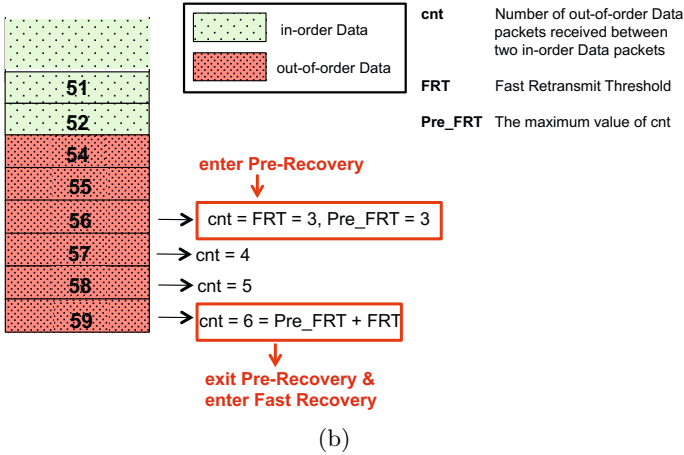 in-order Data
out-of-order Data
cnt Number of out-of-order Data
packets received between
two in-order Data packets
FRT Fast Retransmit Threshold
Pre_FRT The maximum value of cnt
51
52
54
55
56
57
58
59
enter Pre-Recovery
cnt = FRT = 3, Pre_FRT = 3
cnt = 4
cnt = 5
cnt = 6 = Pre_FRT + FRT
exit Pre-Recovery &
enter Fast Recovery
(b)